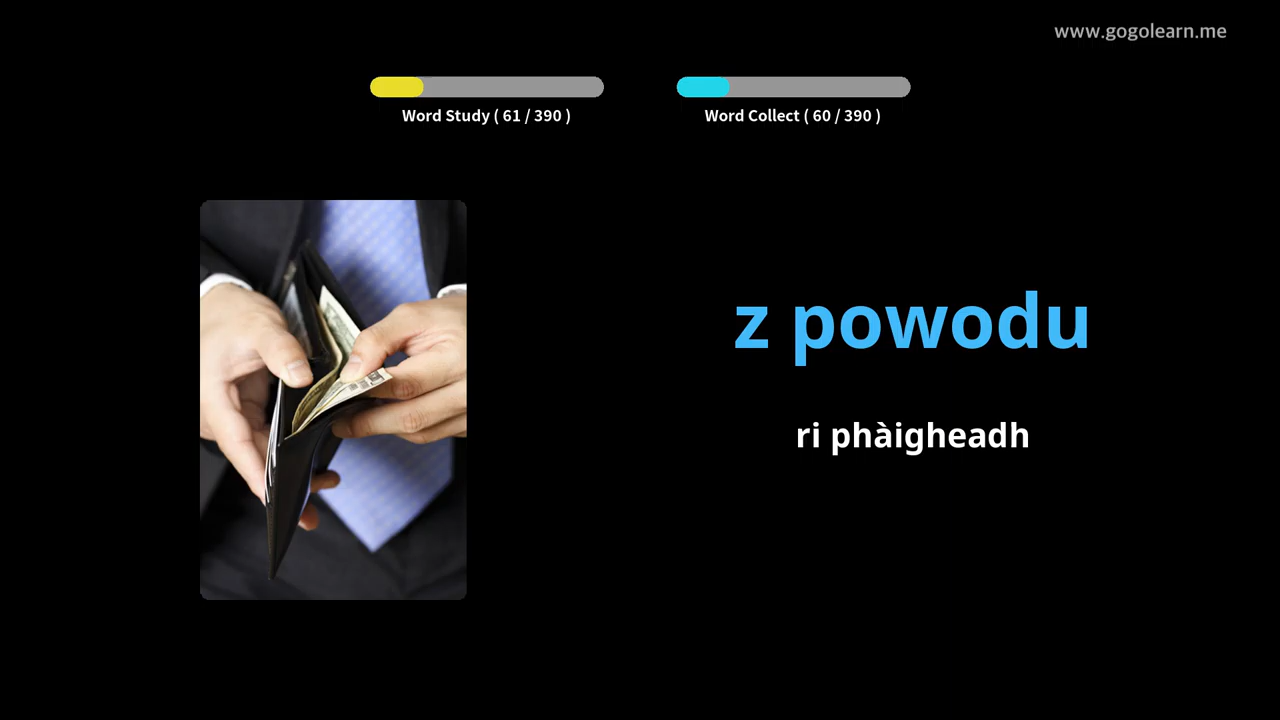 www.gogolearn.me
Word Study ( 61 / 390 )
Word Collect ( 60 / 390 )
z powodu
ri phàigheadh